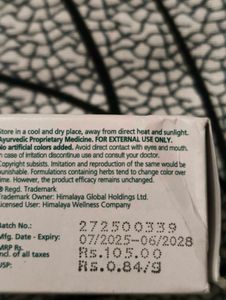 Store in a cool and dry place, away from direct heat and sunlight.
Ayurvedic Proprietary Medicine. FOR EXTERNAL USE ONLY.
No artificial colors added. Avoid direct contact with eyes and mouth.
In case of irritation discontinue use and consult your doctor.
Copyright subsists. Imitation and reproduction of the same would be
punishable. Formulations containing herbs tend to change color over
time. However, the product efficacy remains unchanged.
® Regd. Trademark
Trademark Owner: Himalaya Global Holdings Ltd.
Licensed User: Himalaya Wellness Company
Batch No.: 272500339
Mfg. Date - Expiry: 07/2025-06/2028
MRP Rs. Rs.105.00
incl. of all taxes
USP: Rs.0.84/g